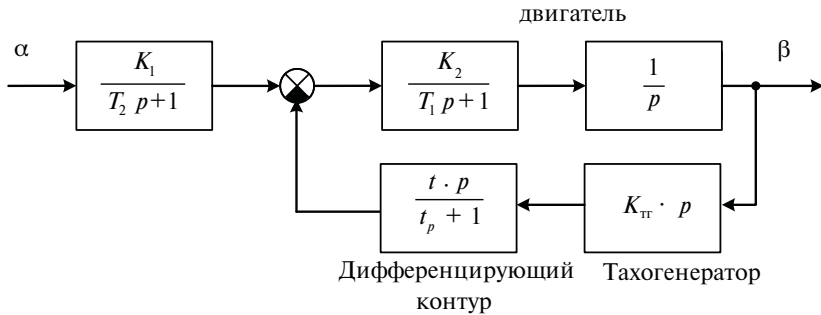 двигатель
α
K₁
T₂ p+1
K₂
T₁ p+1
1
p
β
t · p
tₚ + 1
Kтг · p
Дифференцирующий
контур
Тахогенератор